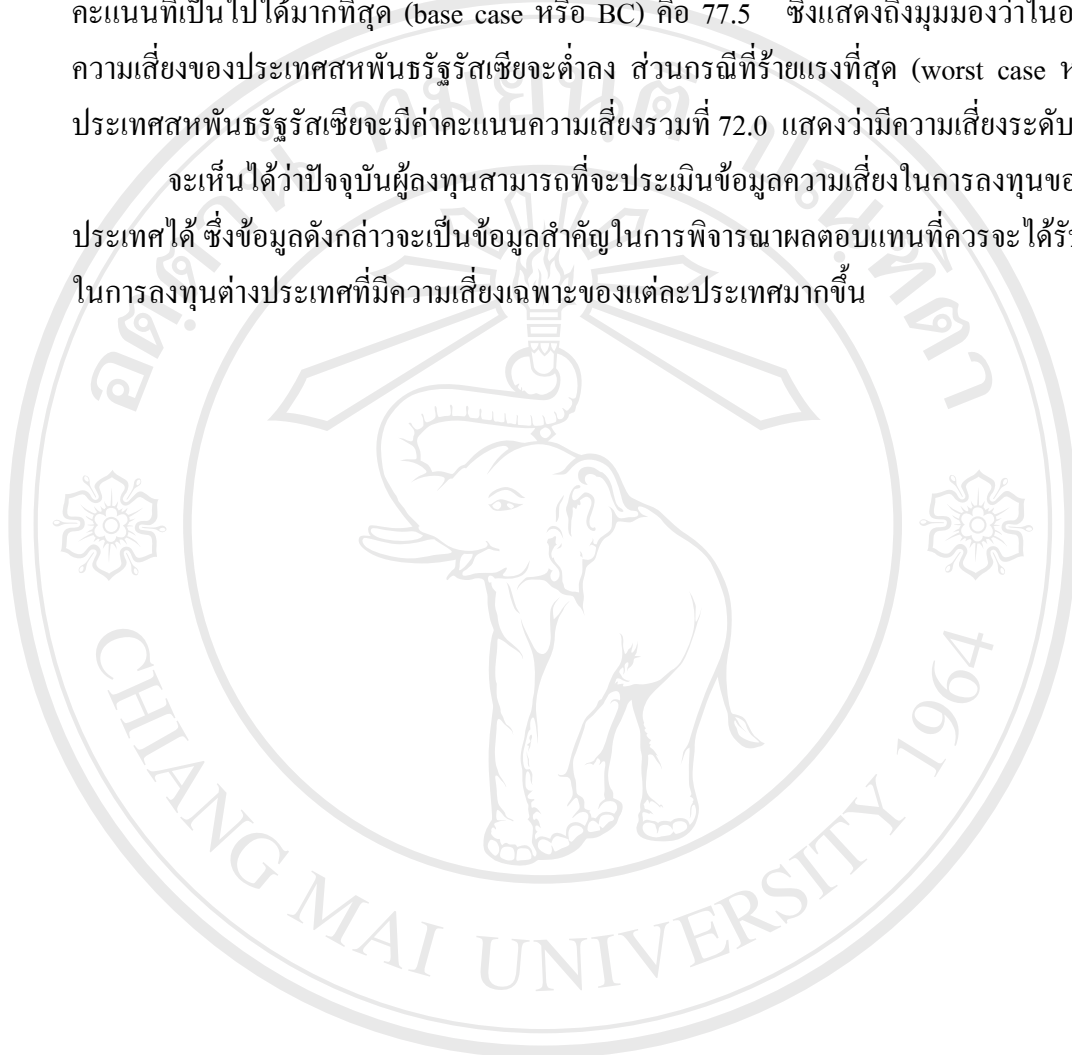 คะแนนที่เป็นไปได้มากที่สุด (base case หรือ BC) คือ 77.5 ซึ่งแสดงถึงมุมมองว่าใน
ความเสี่ยงของประเทศสหพันธรัฐรัสเซียจะต่ำลง ส่วนกรณีที่ร้ายแรงที่สุด (worst case
ประเทศสหพันธรัฐรัสเซียจะมีค่าคะแนนความเสี่ยงรวมที่ 72.0 แสดงว่ามีความเสี่ยงระดับ
จะเห็นได้ว่าปัจจุบันผู้ลงทุนสามารถที่จะประเมินข้อมูลความเสี่ยงในการลงทุน
ประเทศได้ ซึ่งข้อมูลดังกล่าวจะเป็นข้อมูลสำคัญในการพิจารณาผลตอบแทนที่ควรจะได้รับ
ในการลงทุนต่างประเทศที่มีความเสี่ยงเฉพาะของแต่ละประเทศมากขึ้น
อตฺตานํ ทมยนฺติ ปณฺฑิตา
CHIANG MAI UNIVERSITY 1964